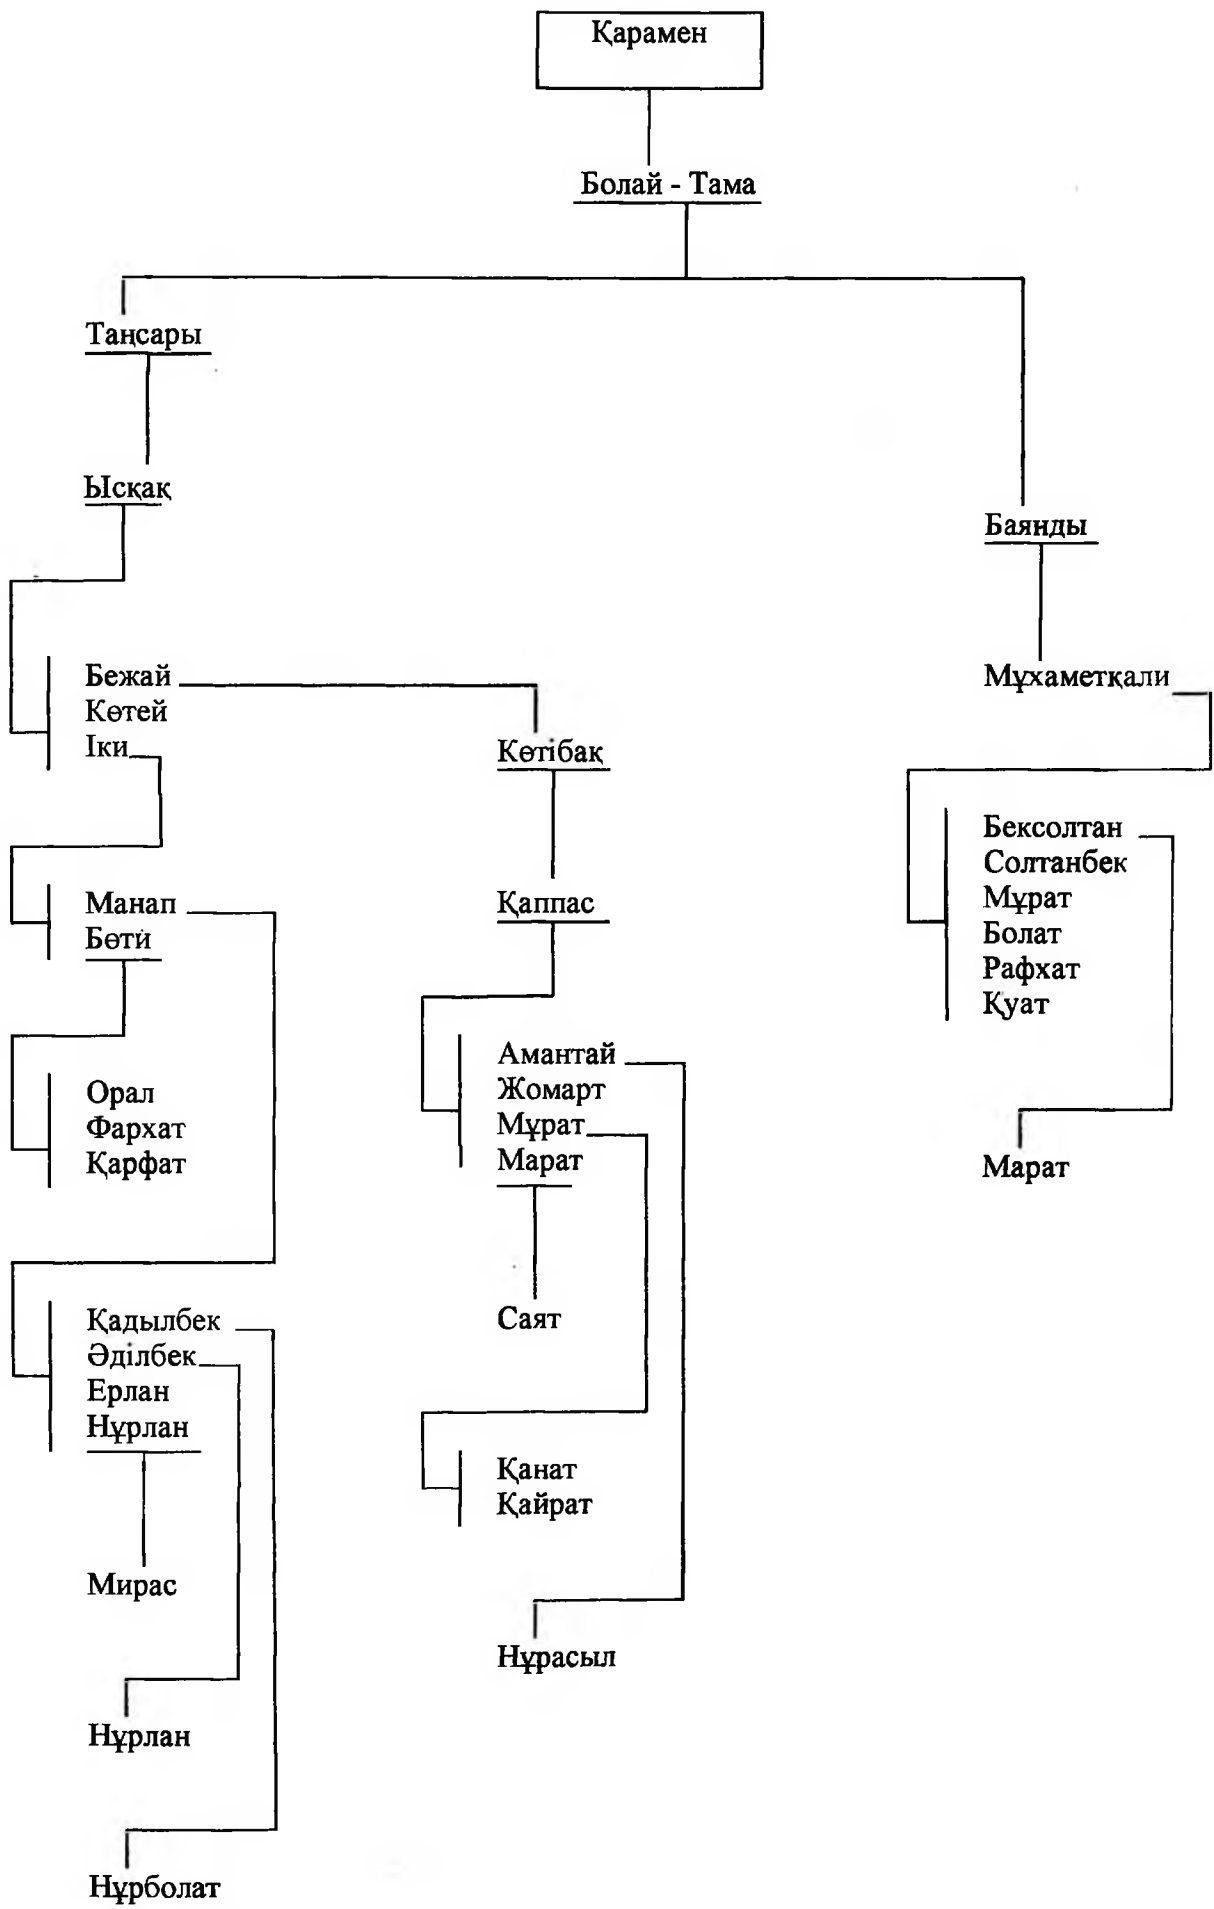 Қарамен
Болай - Тама
Таңсары
Ысқақ
Баянды
Бежай
Көтей
Іки
Көтібақ
Мұхаметқали
Манап
Бөти
Қаппас
Бексолтан
Солтанбек
Мұрат
Болат
Рафхат
Қуат
Орал
Фархат
Қарфат
Амантай
Жомарт
Мұрат
Марат
Марат
Саят
Қадылбек
Әділбек
Ерлан
Нұрлан
Қанат
Қайрат
Мирас
Нұрасыл
Нұрлан
Нұрболат